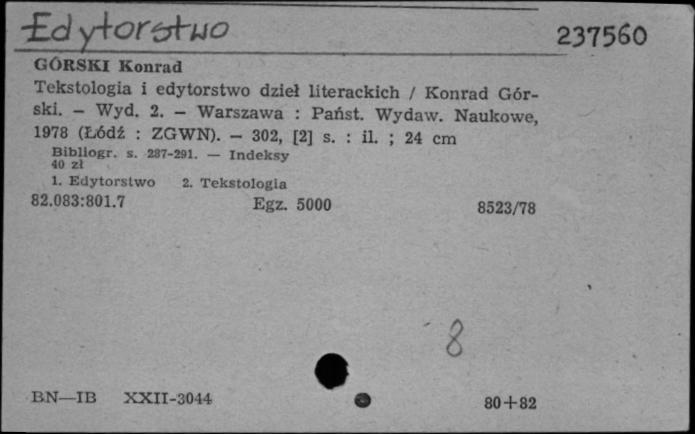 Edytorstwo
237560
GÓRSKI Konrad
Tekstologia i edytorstwo dzieł literackich / Konrad Gór-
ski. — Wyd. 2. — Warszawa : Państ. Wydaw. Naukowe,
1978 (Łódź : ZGWN). — 302, [2] s. : il. ; 24 cm
Bibliogr. s. 287-291. — Indeksy
40 zł
1. Edytorstwo 2. Tekstologia
82.083:801.7 Egz. 5000 8523/78
8
BN—IB XXII-3044 80+82